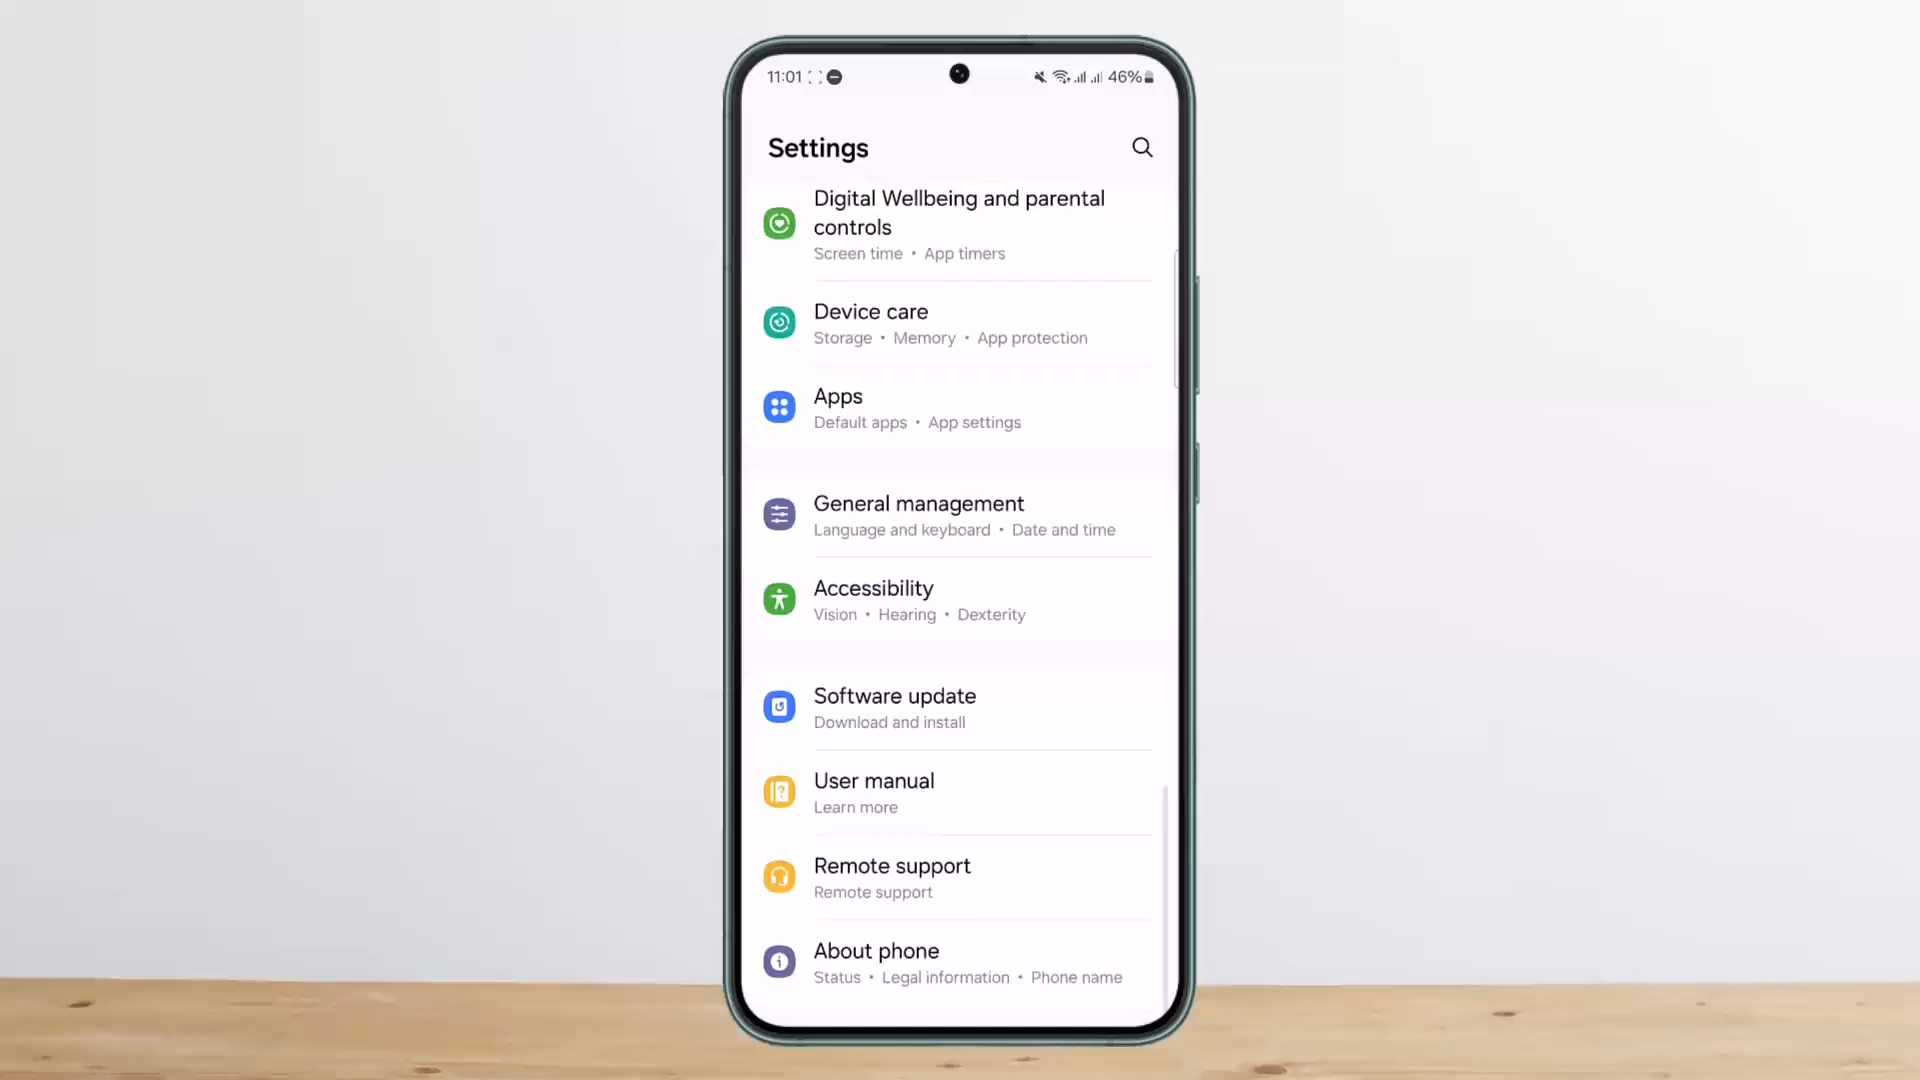 11:01
46%
Settings
Digital Wellbeing and parental
controls
Screen time • App timers
Device care
Storage • Memory • App protection
Apps
Default apps • App settings
General management
Language and keyboard • Date and time
Accessibility
Vision • Hearing • Dexterity
Software update
Download and install
User manual
Learn more
Remote support
Remote support
About phone
Status • Legal information • Phone name